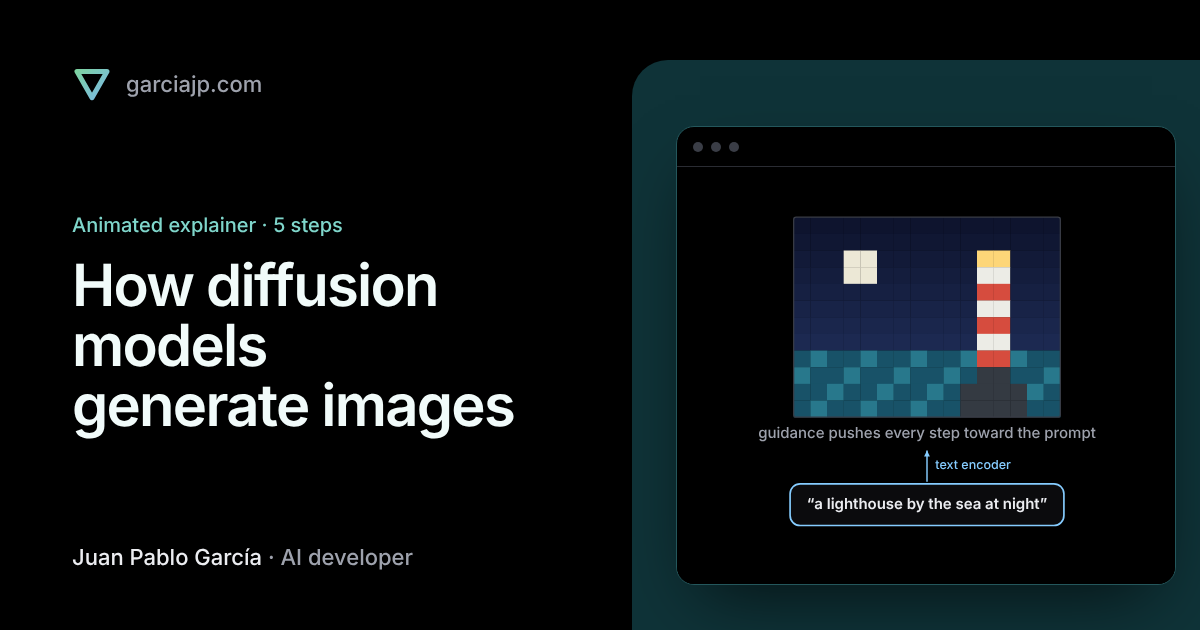 garciajp.com
Animated explainer · 5 steps
How diffusion
models
generate images
Juan Pablo García · AI developer
guidance pushes every step toward the prompt
text encoder
“a lighthouse by the sea at night”